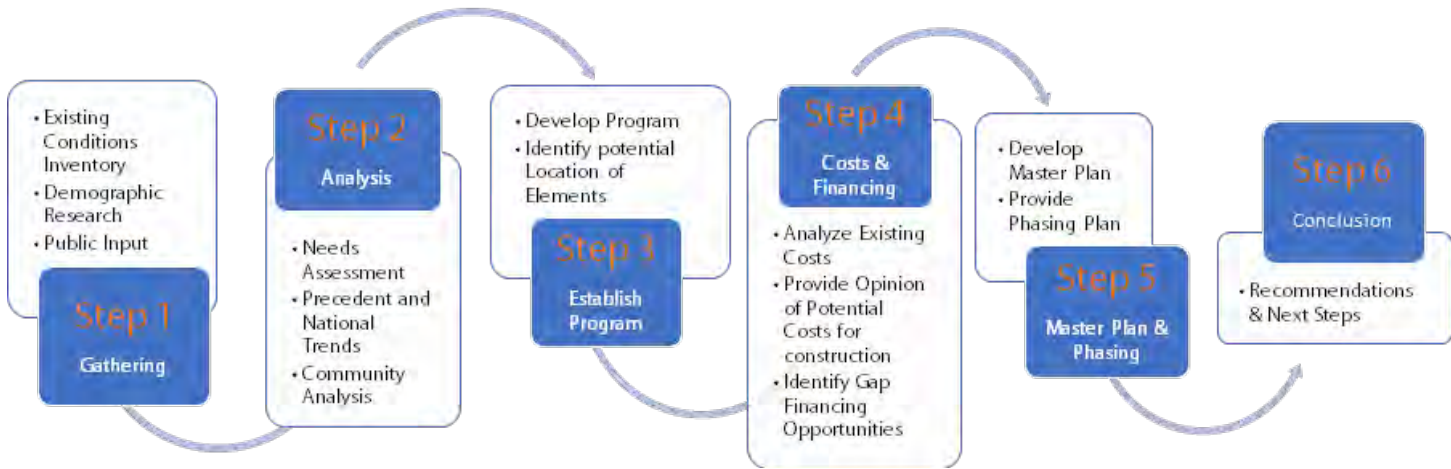 • Existing
Conditions
Inventory
• Demographic
Research
• Public Input
Step 1
Gathering
Step 2
Analysis
• Needs
Assessment
• Precedent and
National
Trends
• Community
Analysis
• Develop Program
• Identify potential
Location of
Elements
Step 3
Establish
Program
Step 4
Costs &
Financing
• Analyze Existing
Costs
• Provide Opinion
of Potential
Costs for
construction
• Identify Gap
Financing
Opportunities
• Develop
Master Plan
• Provide
Phasing Plan
Step 5
Master Plan &
Phasing
Step 6
Conclusion
• Recommendations
& Next Steps